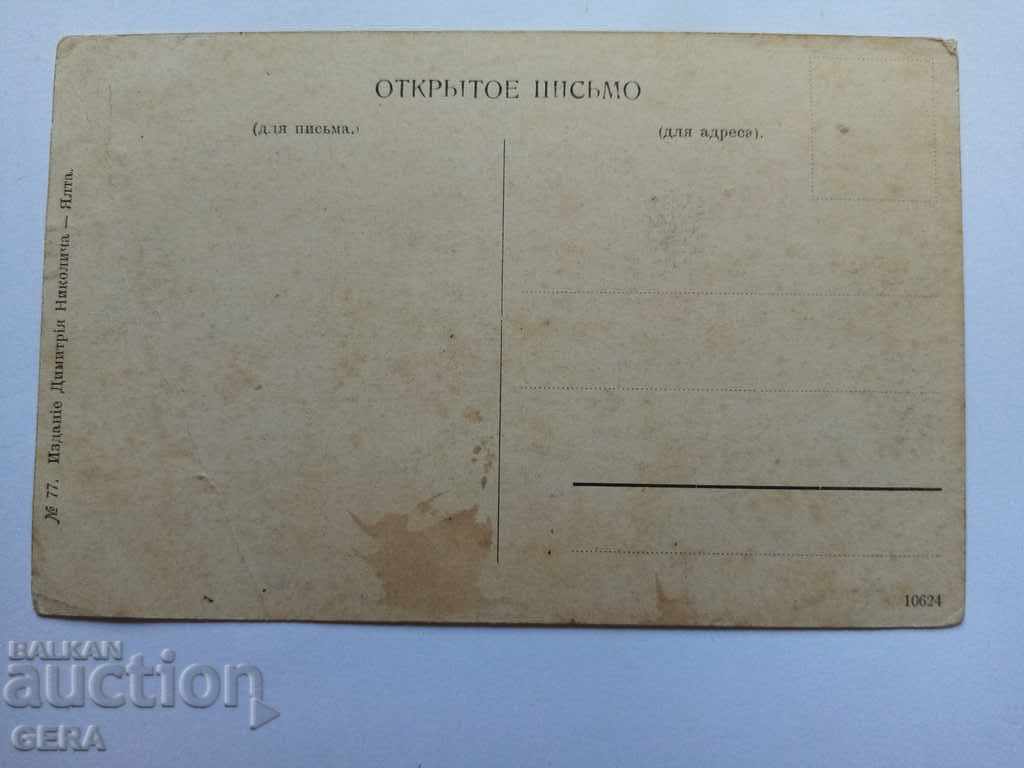 ОТКРЫТОЕ ПИСЬМО
(для письма.)
(для адреса).
№ 77. Изданіе Димитрія Николича — Ялта.
10624
BALKAN
auction
GERA